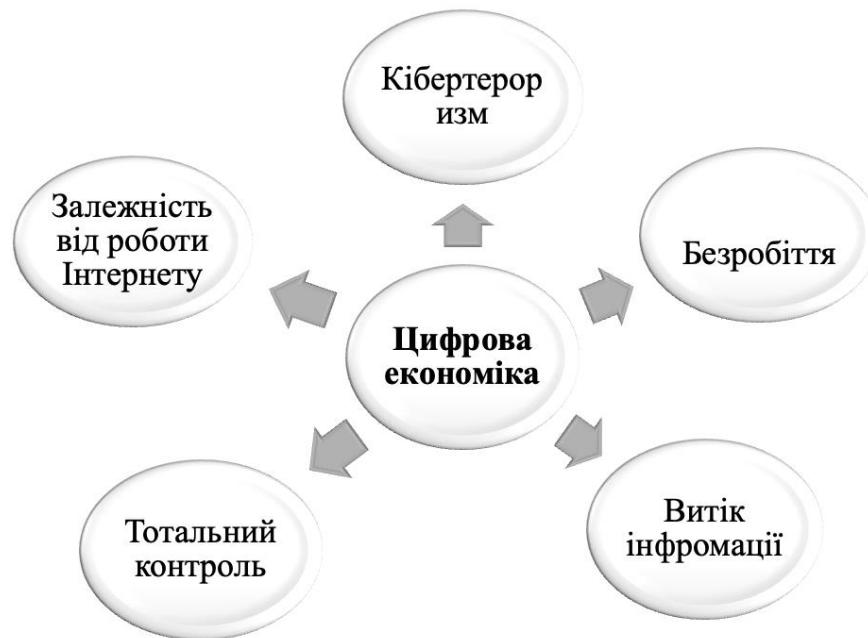 Кібертерор
изм
Залежність
від роботи
Інтернету
Безробіття
Цифрова
економіка
Тотальний
контроль
Витік
інфромації